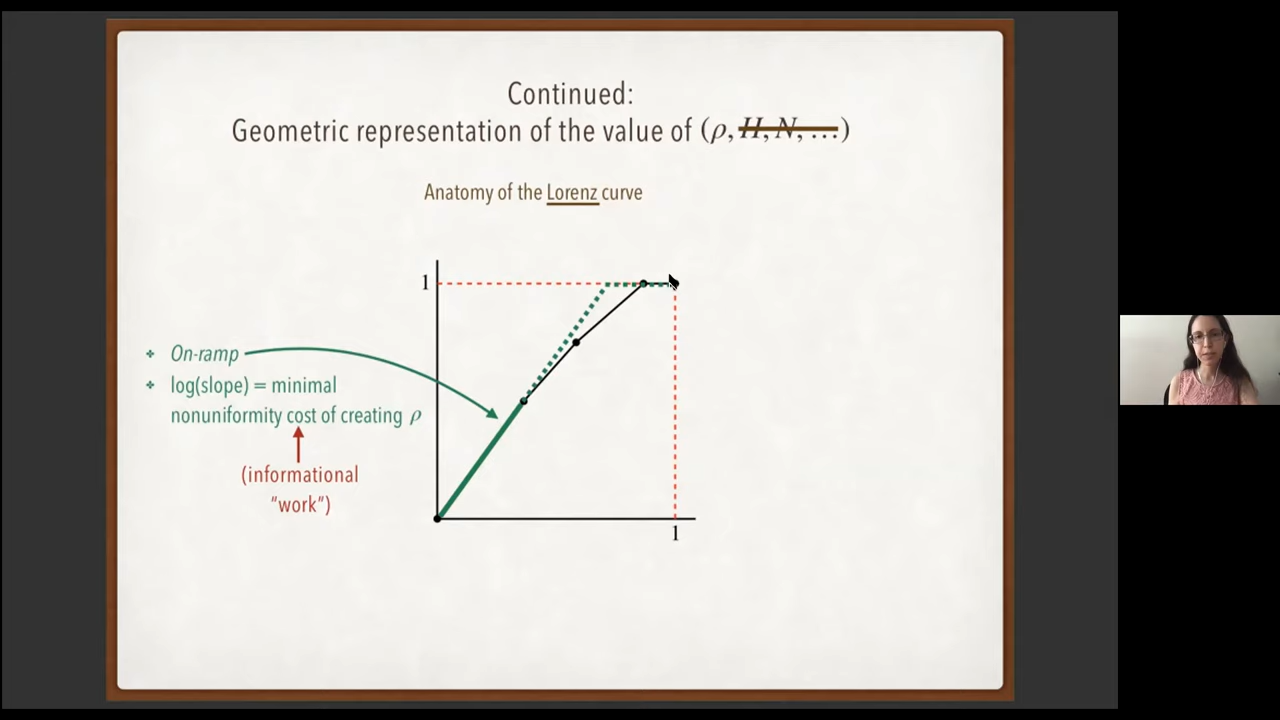 Continued:
Geometric representation of the value of (ρ, H, N, …)
Anatomy of the Lorenz curve
1
On-ramp
log(slope) = minimal
nonuniformity cost of creating ρ
(informational
“work”)
1